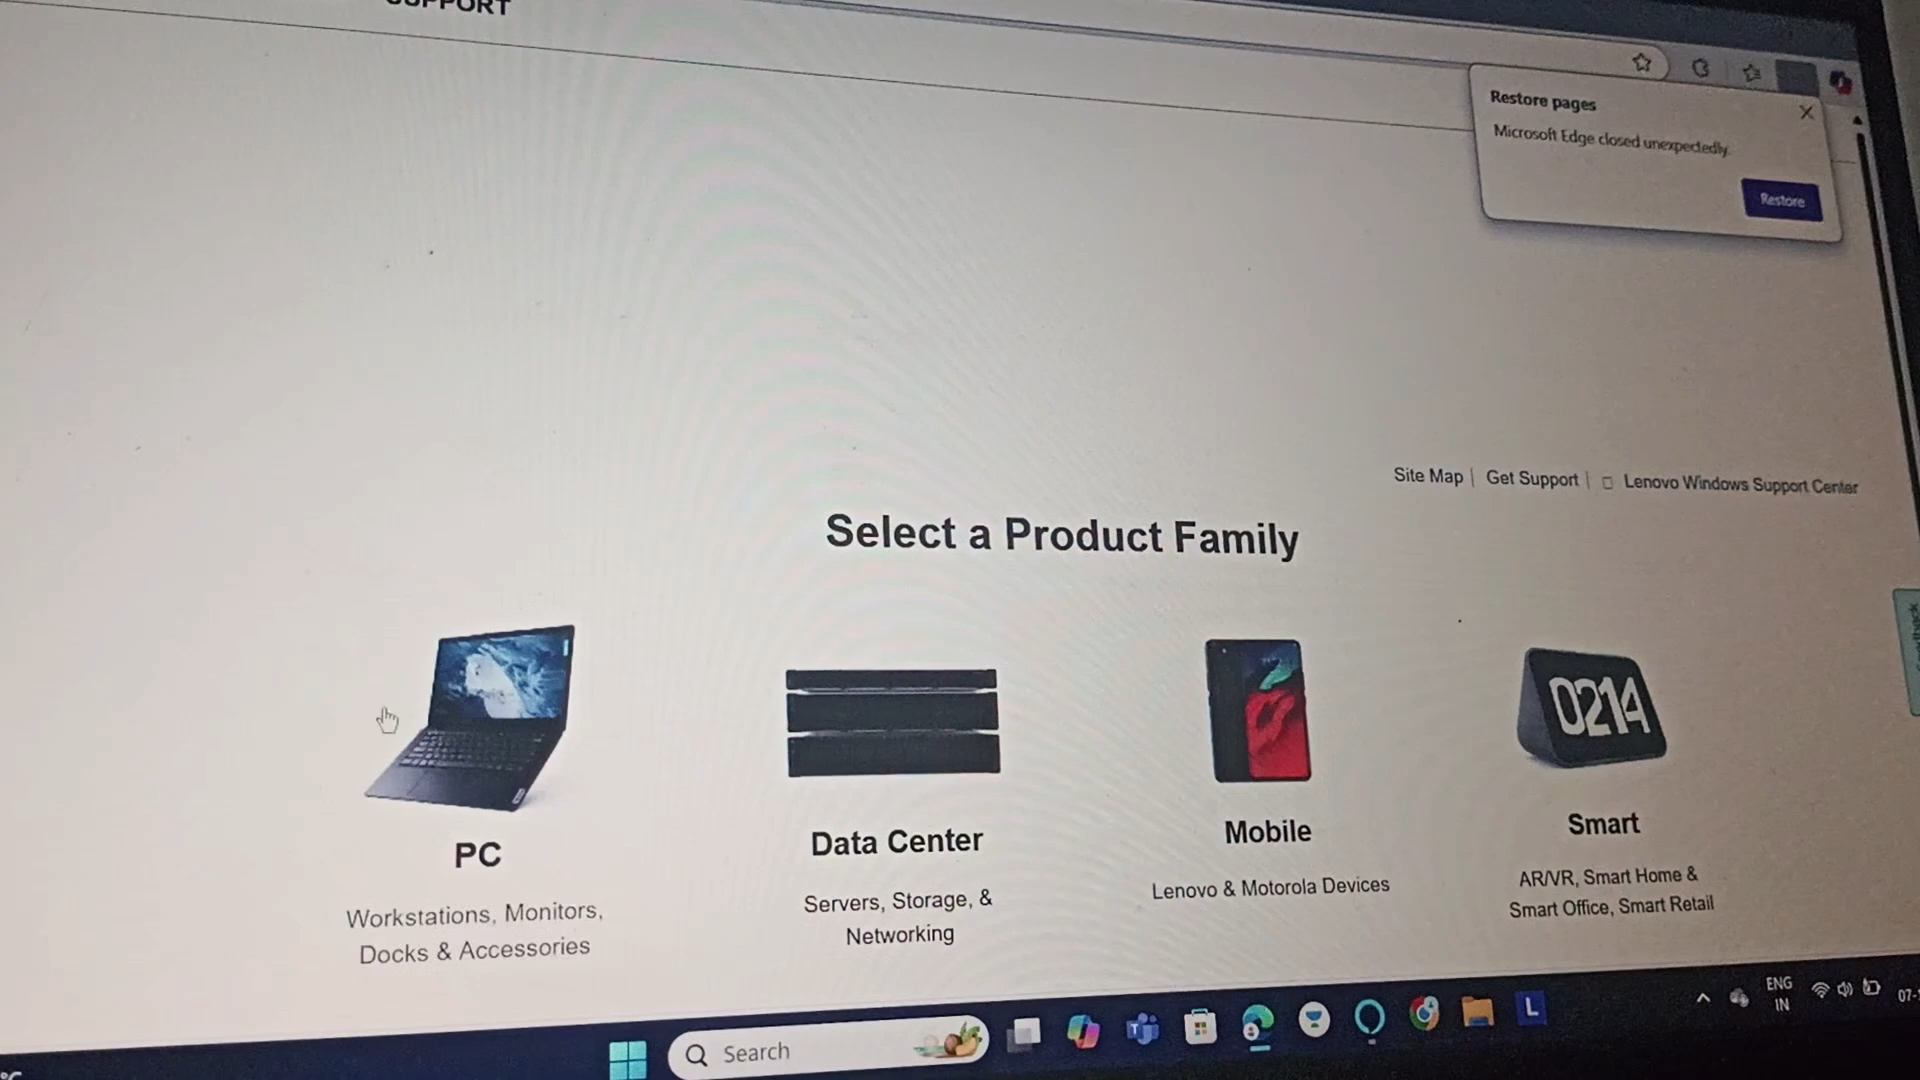 SUPPORT
Restore pages
Microsoft Edge closed unexpectedly.
Restore
Site Map | Get Support | Lenovo Windows Support Center
Select a Product Family
0214
PC
Workstations, Monitors,
Docks & Accessories
Data Center
Servers, Storage, &
Networking
Mobile
Lenovo & Motorola Devices
Smart
AR/VR, Smart Home &
Smart Office, Smart Retail
Search
T
L
ENG
IN